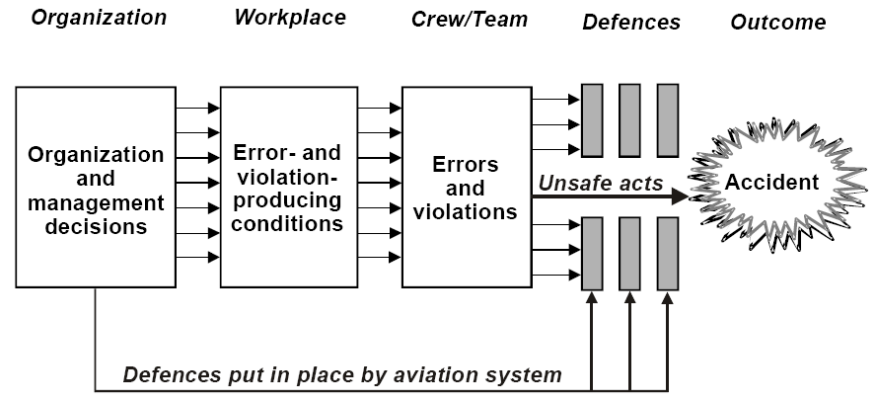 Organization Workplace Crew/Team Defences Outcome
Organization
and
management
decisions
Error- and
violation-
producing
conditions
Errors
and
violations
Unsafe acts
Accident
Defences put in place by aviation system